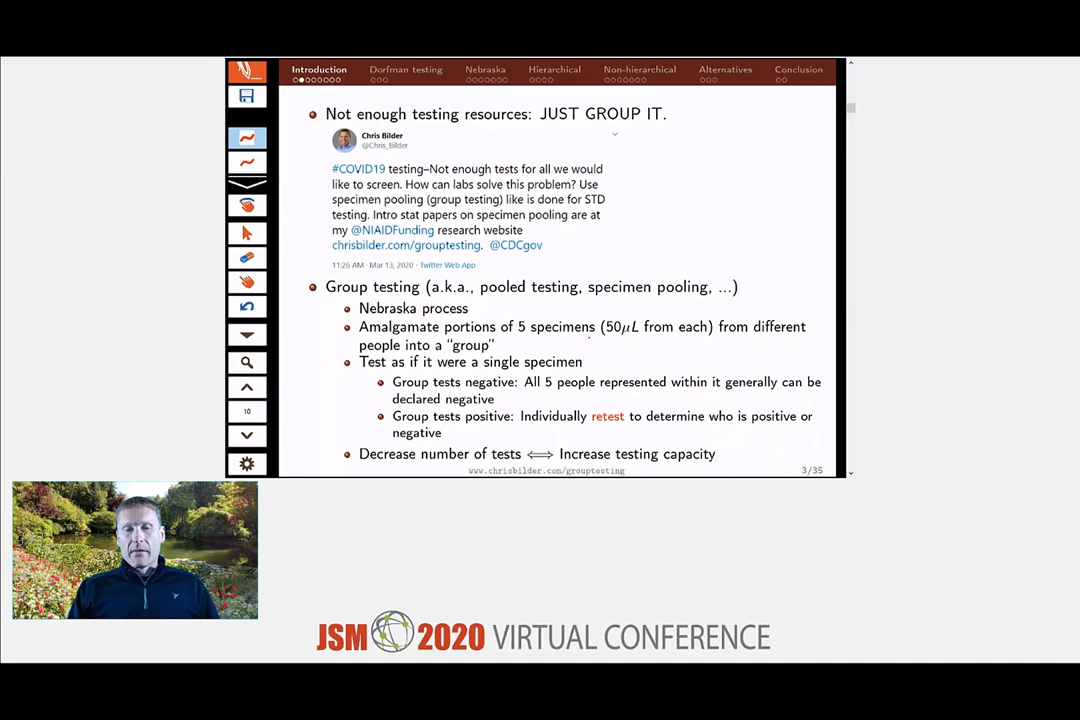 Introduction Dorfman testing Nebraska Hierarchical Non-hierarchical Alternatives Conclusion
Not enough testing resources: JUST GROUP IT.
Chris Bilder
@Chris_Bilder
#COVID19 testing–Not enough tests for all we would
like to screen. How can labs solve this problem? Use
specimen pooling (group testing) like is done for STD
testing. Intro stat papers on specimen pooling are at
my @NIAIDFunding research website
chrisbilder.com/grouptesting. @CDCgov
11:26 AM · Mar 13, 2020 · Twitter Web App
Group testing (a.k.a., pooled testing, specimen pooling, ...)
Nebraska process
Amalgamate portions of 5 specimens (50μL from each) from different
people into a “group”
Test as if it were a single specimen
Group tests negative: All 5 people represented within it generally can be
declared negative
Group tests positive: Individually retest to determine who is positive or
negative
Decrease number of tests ⟺ Increase testing capacity
www.chrisbilder.com/grouptesting 3/35
10
JSM 2020 VIRTUAL CONFERENCE